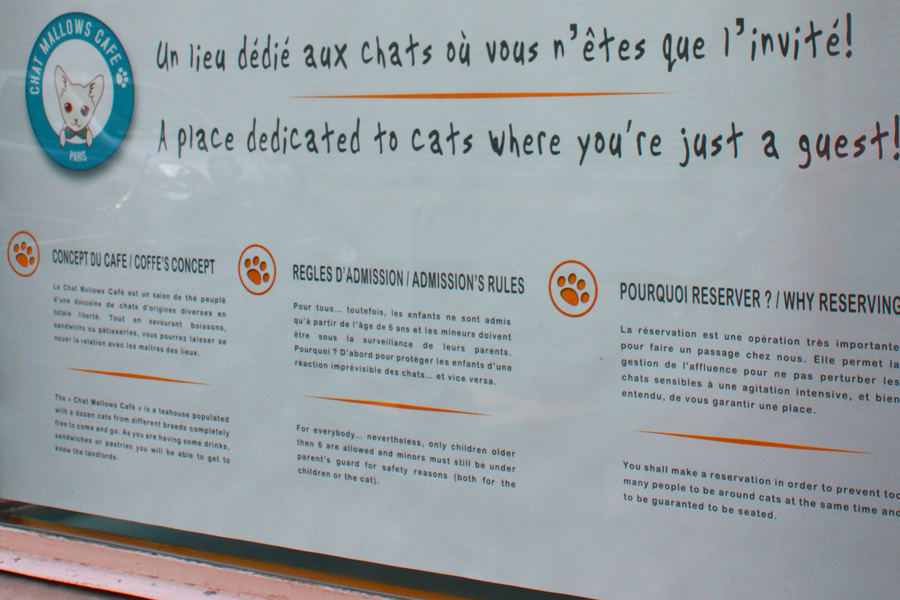 CHAT MALLOWS CAFE
PARIS
Un lieu dédié aux chats où vous n'êtes que l'invité!
A place dedicated to cats where you're just a guest!
CONCEPT DU CAFE / COFFE'S CONCEPT
Le Chat Mallows Café est un salon de thé peuplé
d'une douzaine de chats d'origines diverses en
totale liberté. Tout en savourant boissons,
sandwichs ou pâtisseries, vous pourrez laisser se
nouer la relation avec les maîtres des lieux.
The « Chat Mallows Café » is a teahouse populated
with a dozen cats from different breeds completely
free to come and go. As you are having some drinks,
sandwiches or pastries you will be able to get to
know the landlords.
REGLES D'ADMISSION / ADMISSION'S RULES
Pour tous... toutefois, les enfants ne sont admis
qu'à partir de l'âge de 6 ans et les mineurs doivent
être sous la surveillance de leurs parents.
Pourquoi ? D'abord pour protéger les enfants d'une
réaction imprévisible des chats... et vice versa.
For everybody... nevertheless, only children older
then 6 are allowed and minors must still be under
parent's guard for safety reasons (both for the
children or the cat).
POURQUOI RESERVER ? / WHY RESERVING
La réservation est une opération très importante
pour faire un passage chez nous. Elle permet la
gestion de l'affluence pour ne pas perturber les
chats sensibles à une agitation intensive, et bien
entendu, de vous garantir une place.
You shall make a reservation in order to prevent too
many people to be around cats at the same time and
to be guaranted to be seated.